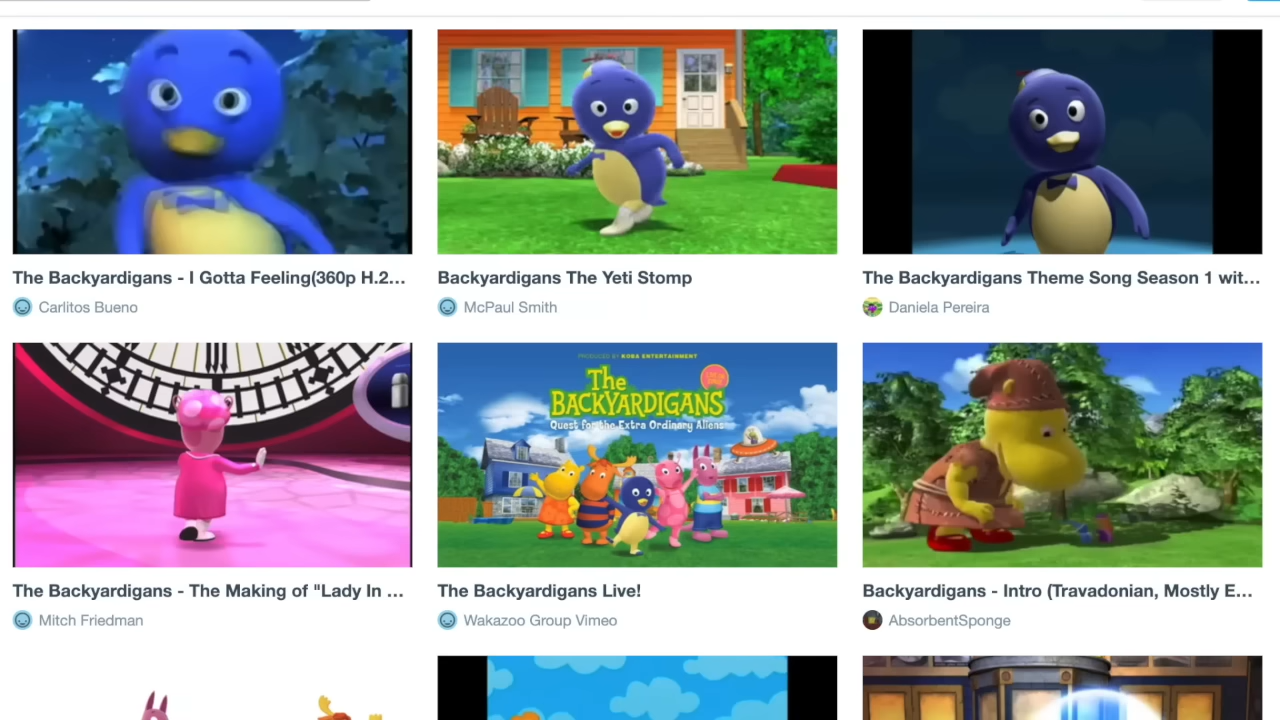 The Backyardigans - I Gotta Feeling(360p H.2...
Backyardigans The Yeti Stomp
The Backyardigans Theme Song Season 1 wit...
Carlitos Bueno
McPaul Smith
Daniela Pereira
PRODUCED BY KOBA ENTERTAINMENT
The
BACKYARDIGANS
Quest for the Extra Ordinary Aliens
The Backyardigans - The Making of "Lady In ...
The Backyardigans Live!
Backyardigans - Intro (Travadonian, Mostly E...
Mitch Friedman
Wakazoo Group Vimeo
AbsorbentSponge